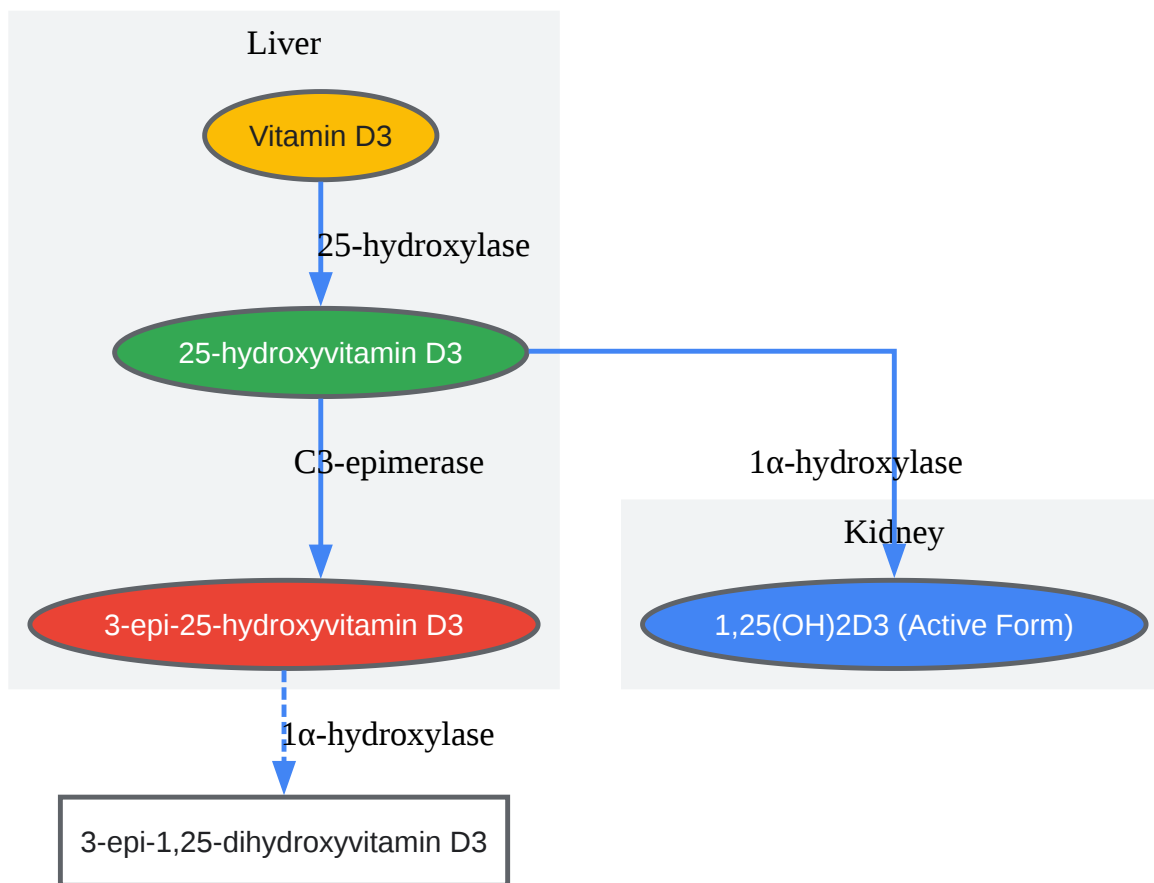 Liver
Vitamin D3
25-hydroxylase
25-hydroxyvitamin D3
C3-epimerase
1α-hydroxylase
Kidney
3-epi-25-hydroxyvitamin D3
1,25(OH)2D3 (Active Form)
1α-hydroxylase
3-epi-1,25-dihydroxyvitamin D3